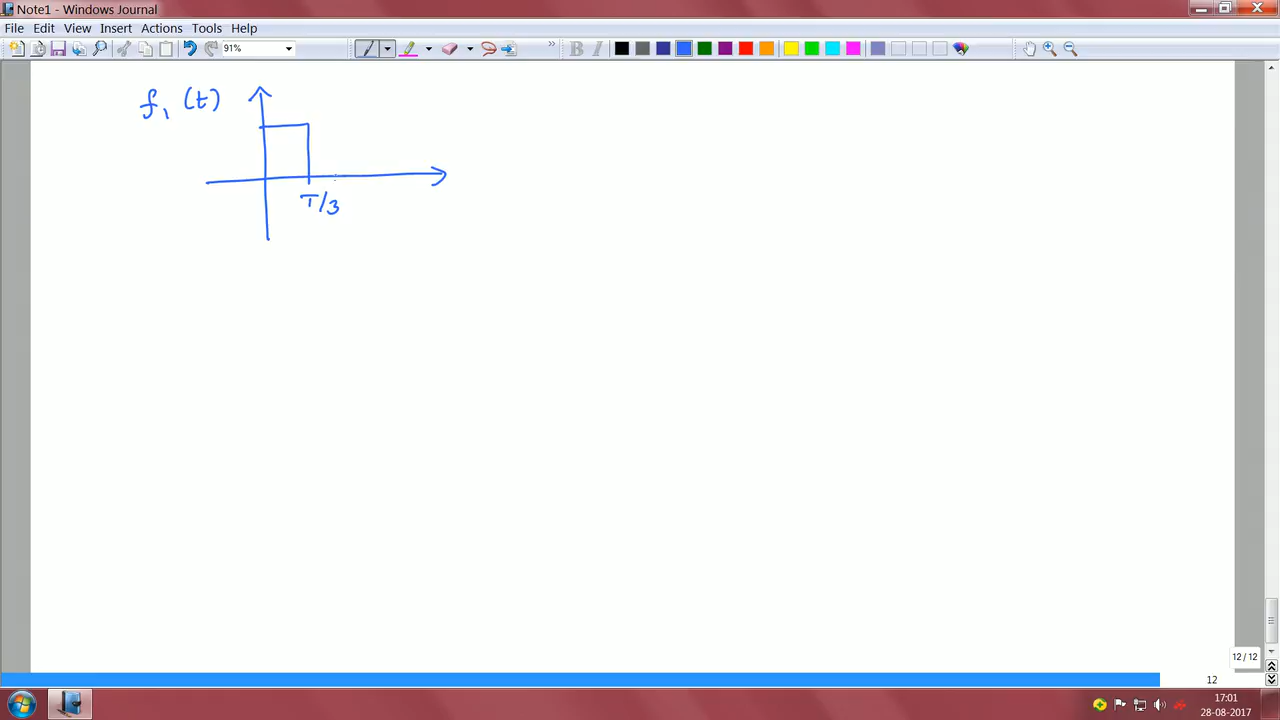 Note1 - Windows Journal
File Edit View Insert Actions Tools Help
91% B I
f₁ (t)
T/3
12 / 12
12
17:01
28-08-2017